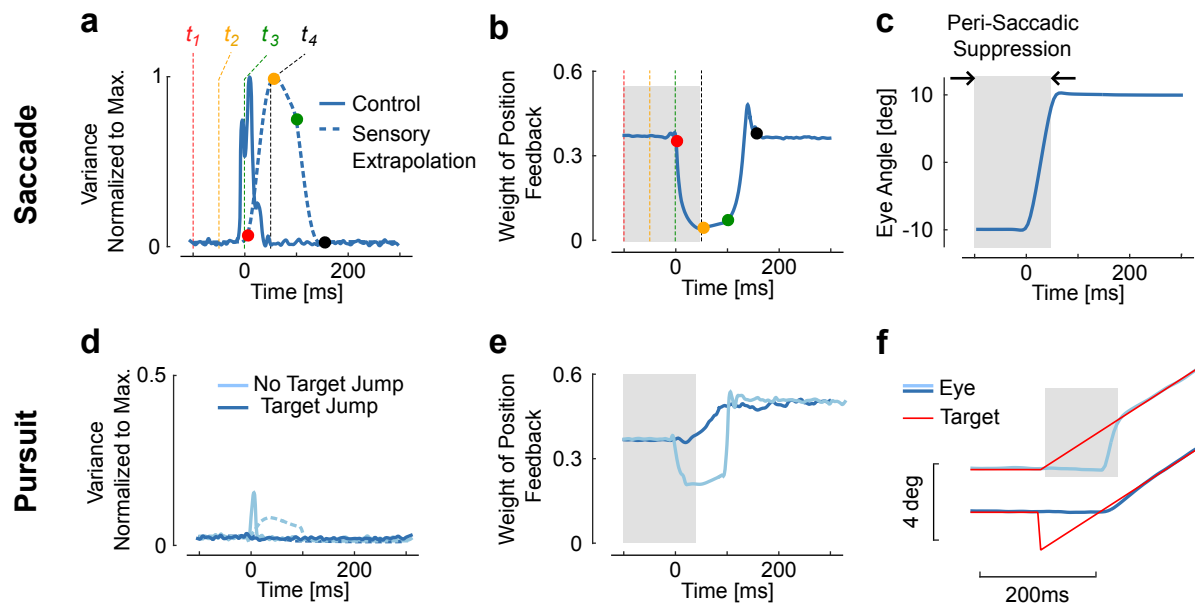 Saccade
a
t1
t2
t3
t4
1
0
Variance
Normalized to Max.
Control
Sensory
Extrapolation
0
200
Time [ms]
b
0.6
0.3
0
Weight of Position
Feedback
0
200
Time [ms]
c
Peri-Saccadic
Suppression
10
0
-10
Eye Angle [deg]
0
200
Time [ms]
Pursuit
d
0.5
0
Variance
Normalized to Max.
No Target Jump
Target Jump
0
200
Time [ms]
e
0.6
0.3
0
Weight of Position
Feedback
0
200
Time [ms]
f
Eye
Target
4 deg
200ms